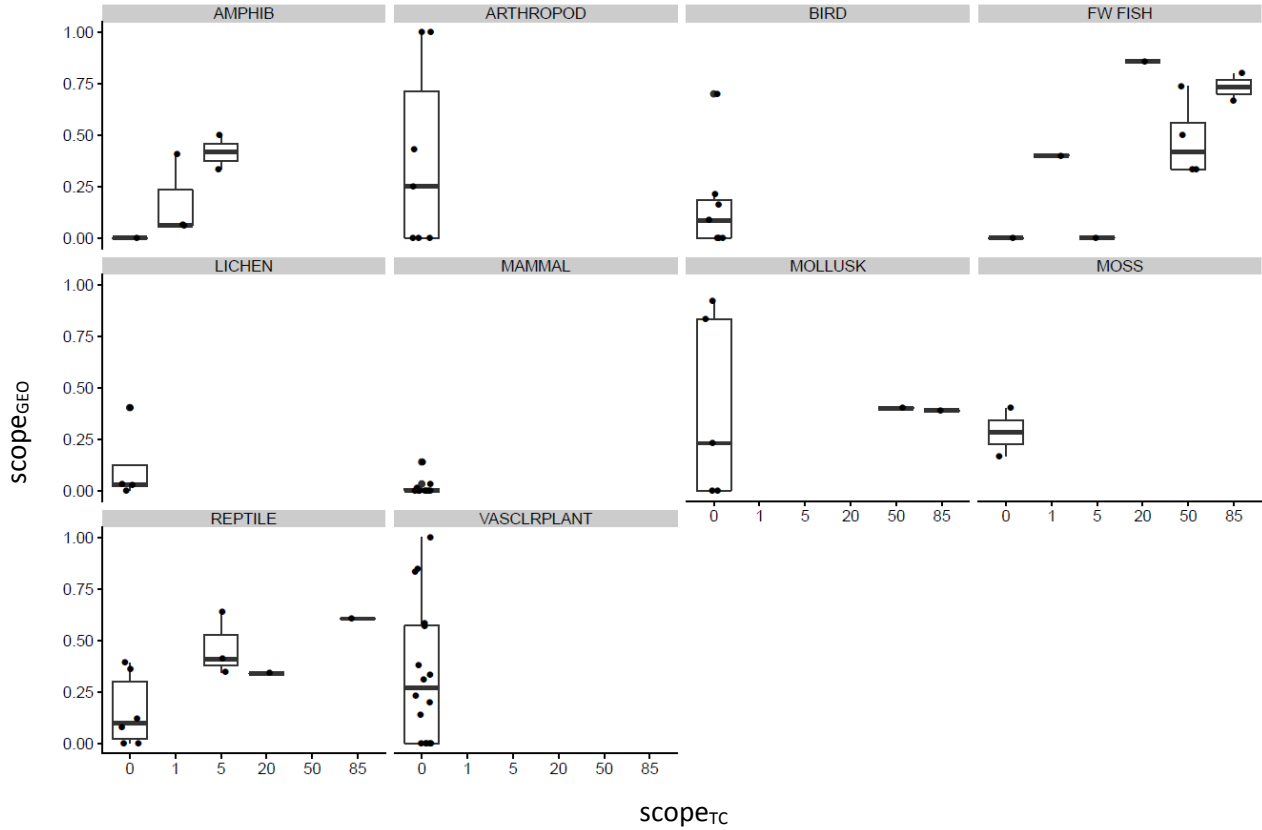 AMPHIB ARTHROPOD BIRD FW FISH
1.00
0.75
0.50
0.25
0.00
LICHEN MAMMAL MOLLUSK MOSS
1.00
0.75
0.50
0.25
0.00
0 1 5 20 50 85 0 1 5 20 50 85
REPTILE VASCLRPLANT
1.00
0.75
0.50
0.25
0.00
0 1 5 20 50 85 0 1 5 20 50 85
scopeGEO
scopeTC